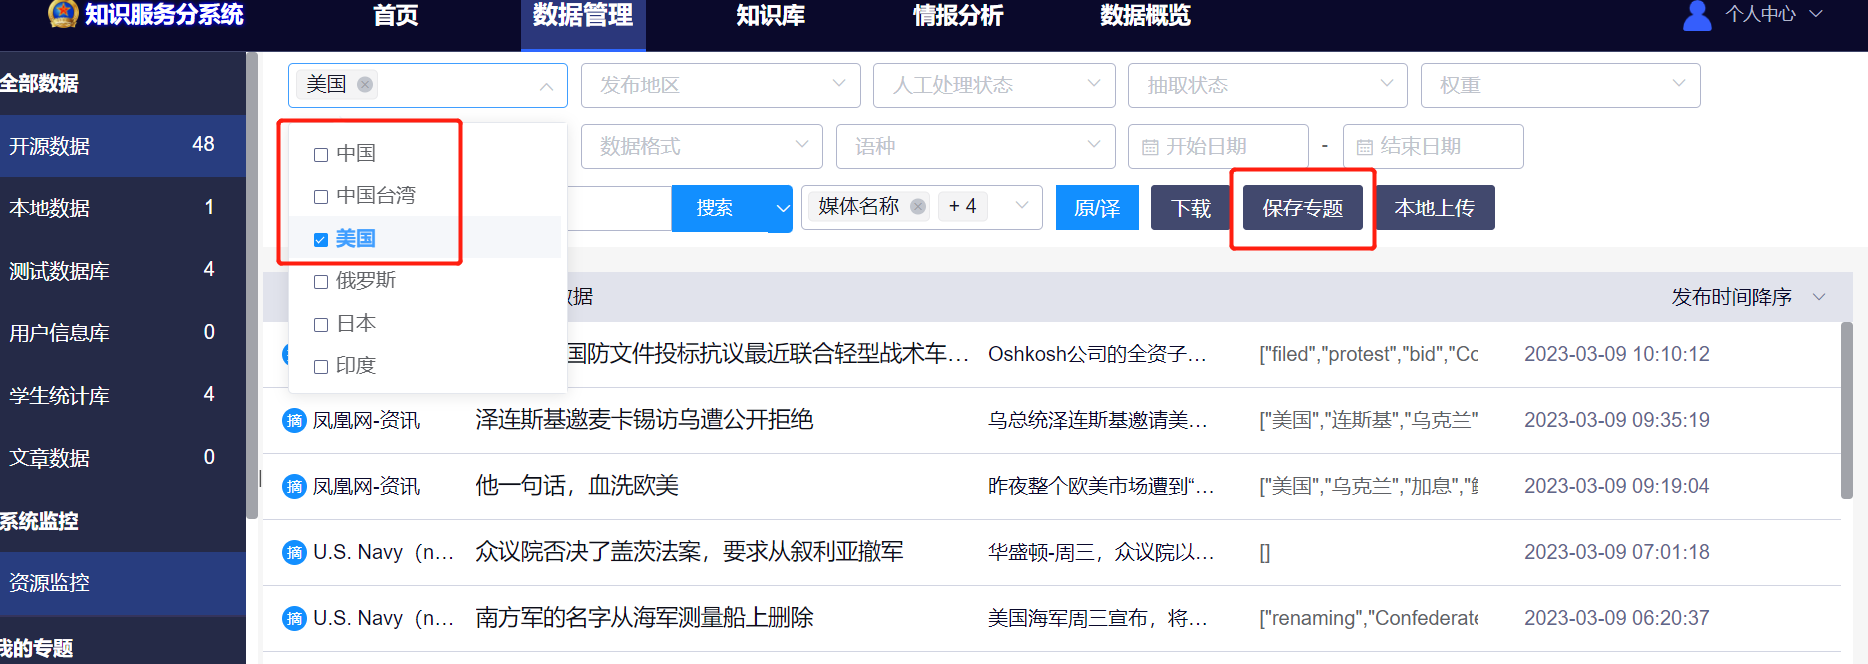 知识服务分系统
首页
数据管理
知识库
情报分析
数据概览
个人中心
全部数据
开源数据 48
本地数据 1
测试数据库 4
用户信息库 0
学生统计库 4
文章数据 0
系统监控
资源监控
我的专题
美国
发布地区
人工处理状态
抽取状态
权重
中国
中国台湾
美国
俄罗斯
日本
印度
数据格式
语种
开始日期 - 结束日期
搜索
媒体名称 + 4
原/译
下载
保存专题
本地上传
数据
发布时间降序
国防文件投标抗议最近联合轻型战术车… Oshkosh公司的全资子… ["filed","protest","bid","Co 2023-03-09 10:10:12
摘 凤凰网-资讯 泽连斯基邀麦卡锡访乌遭公开拒绝 乌总统泽连斯基邀请美… ["美国","连斯基","乌克兰" 2023-03-09 09:35:19
摘 凤凰网-资讯 他一句话，血洗欧美 昨夜整个欧美市场遭到“… ["美国","乌克兰","加息"," 2023-03-09 09:19:04
摘 U.S. Navy（n… 众议院否决了盖茨法案，要求从叙利亚撤军 华盛顿-周三，众议院以… [] 2023-03-09 07:01:18
摘 U.S. Navy（n… 南方军的名字从海军测量船上删除 美国海军周三宣布，将… ["renaming","Confederate 2023-03-09 06:20:37